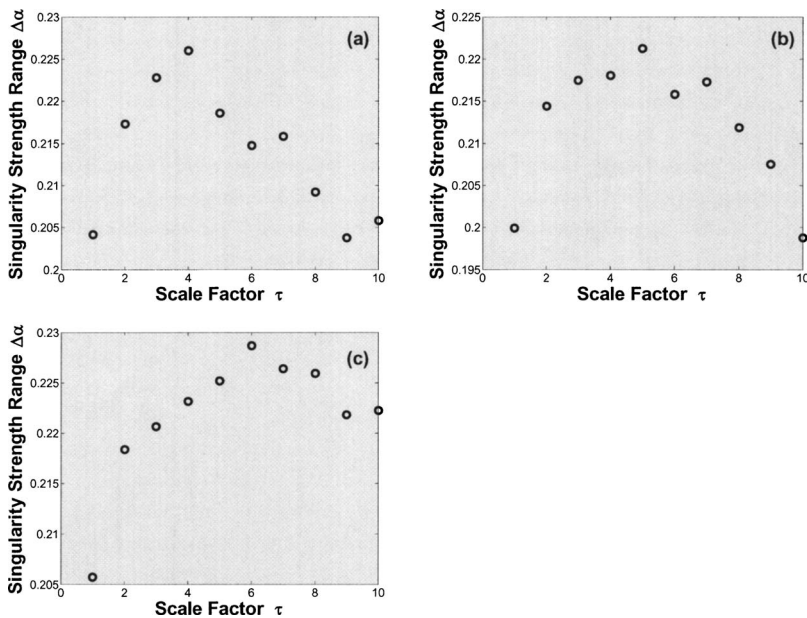 (a)
Singularity Strength Range Δα
0.23
0.225
0.22
0.215
0.21
0.205
0.2
0 2 4 6 8 10
Scale Factor τ
(b)
Singularity Strength Range Δα
0.225
0.22
0.215
0.21
0.205
0.2
0.195
0 2 4 6 8 10
Scale Factor τ
(c)
Singularity Strength Range Δα
0.23
0.225
0.22
0.215
0.21
0.205
0 2 4 6 8 10
Scale Factor τ